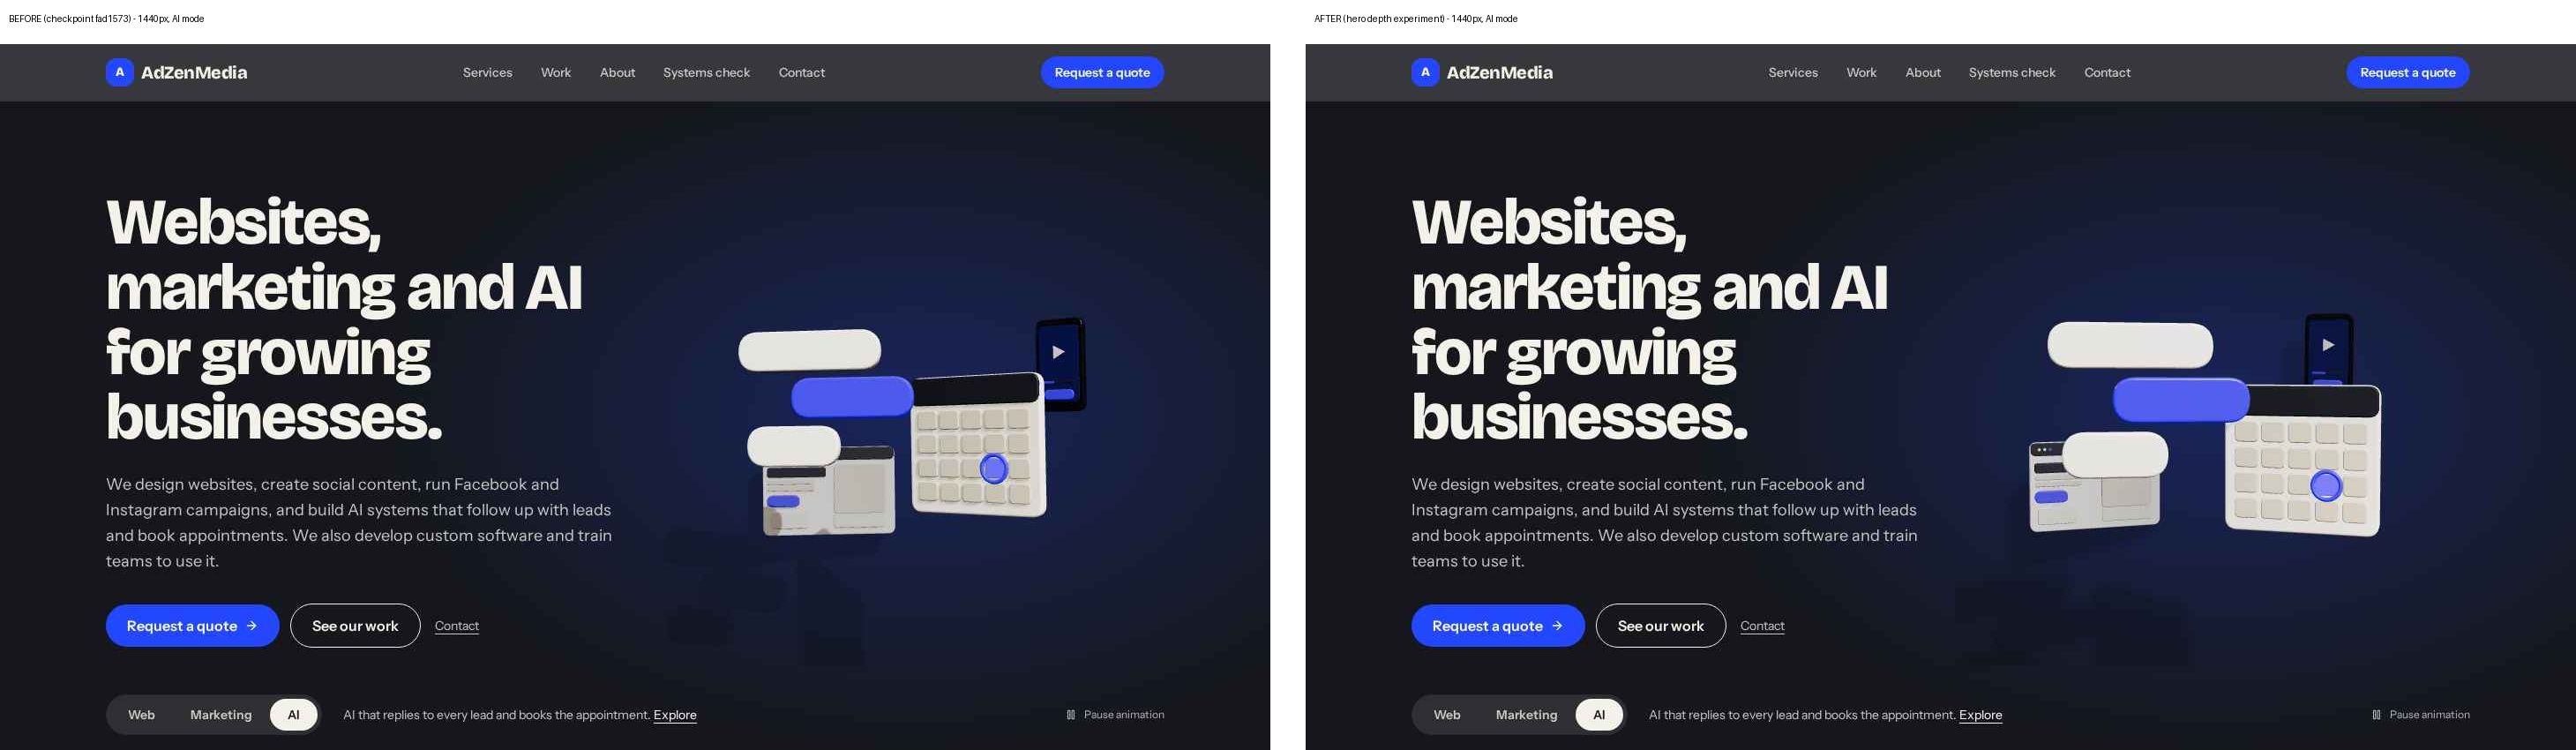 BEFORE (checkpoint fad1573) - 1440px, AI mode
A AdZenMedia
Services Work About Systems check Contact
Request a quote
Websites,
marketing and AI
for growing
businesses.
We design websites, create social content, run Facebook and
Instagram campaigns, and build AI systems that follow up with leads
and book appointments. We also develop custom software and train
teams to use it.
Request a quote → See our work Contact
Web Marketing AI AI that replies to every lead and books the appointment. Explore
Pause animation
AFTER (hero depth experiment) - 1440px, AI mode
A AdZenMedia
Services Work About Systems check Contact
Request a quote
Websites,
marketing and AI
for growing
businesses.
We design websites, create social content, run Facebook and
Instagram campaigns, and build AI systems that follow up with leads
and book appointments. We also develop custom software and train
teams to use it.
Request a quote → See our work Contact
Web Marketing AI AI that replies to every lead and books the appointment. Explore
Pause animation